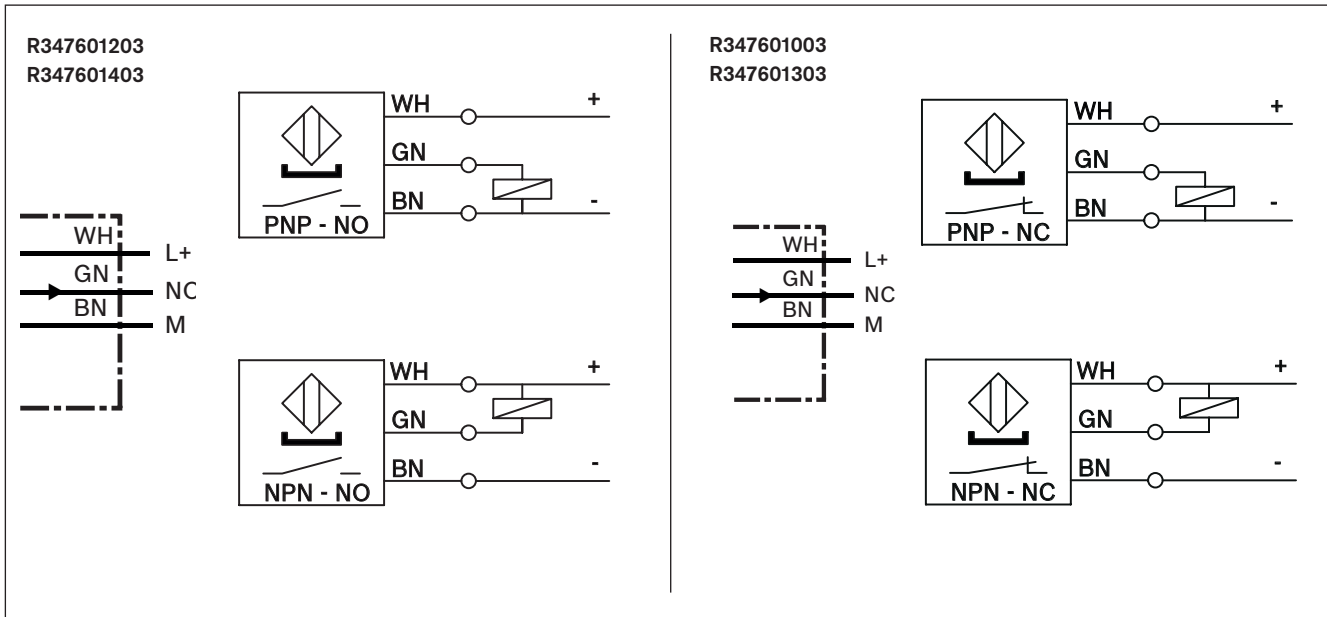 R347601203
R347601403
WH +
GN
BN -
PNP - NO
WH L+
GN NC
BN M
WH +
GN
BN -
NPN - NO
R347601003
R347601303
WH +
GN
BN -
PNP - NC
WH L+
GN NC
BN M
WH +
GN
BN -
NPN - NC